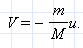 V = − m/M u.